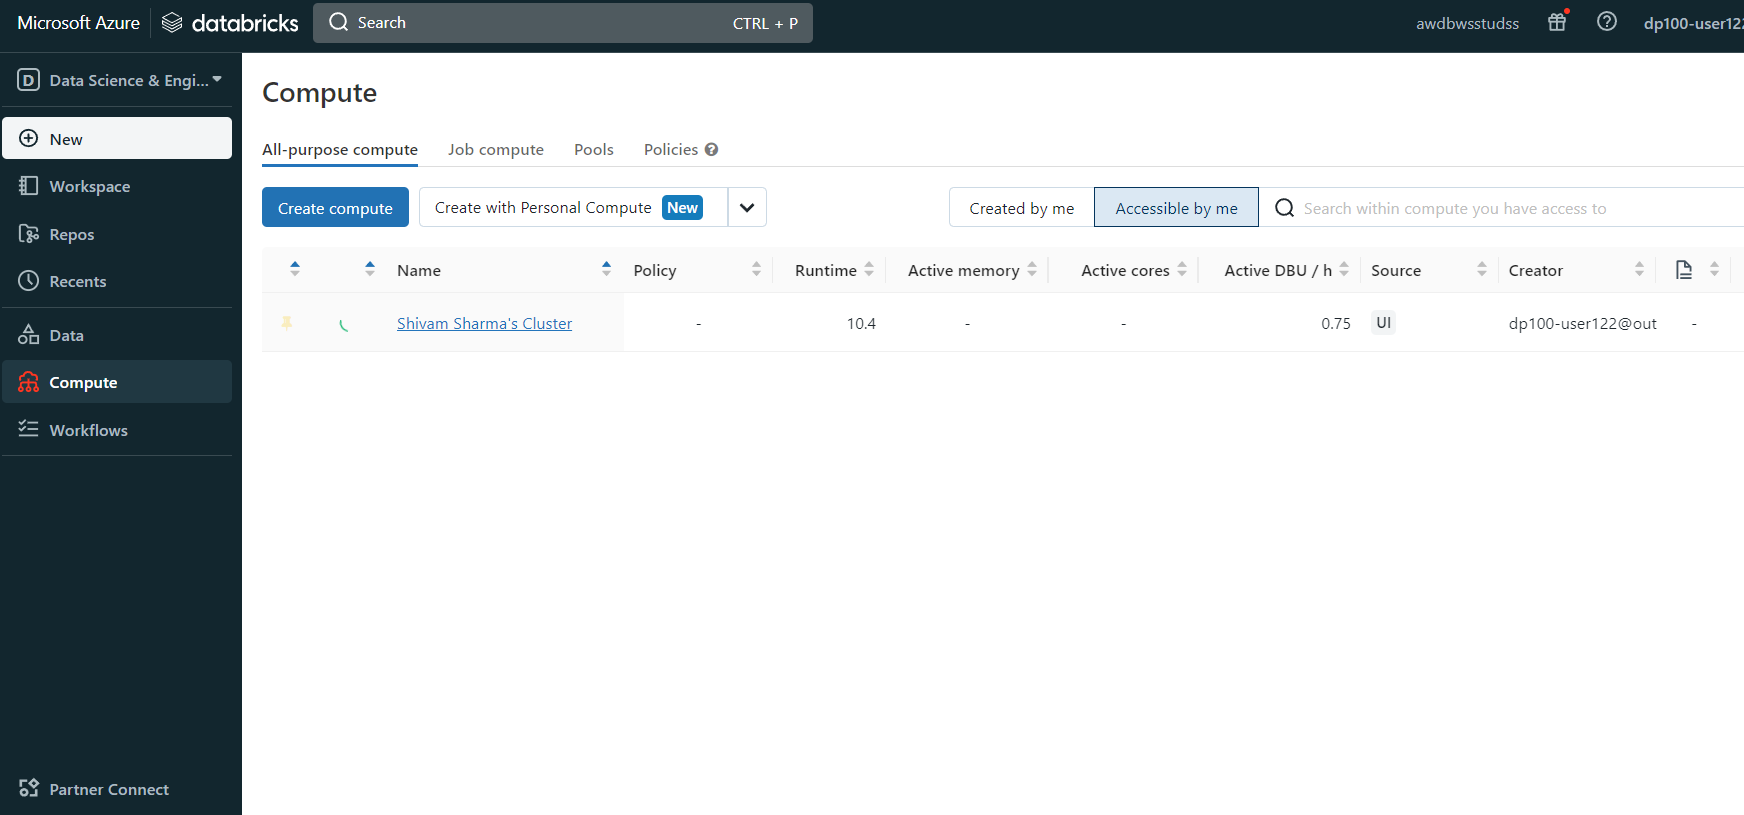 Microsoft Azure databricks Search CTRL + P awdbwsstudss dp100-user122
D Data Science & Engi...
New
Workspace
Repos
Recents
Data
Compute
Workflows
Partner Connect
Compute
All-purpose compute Job compute Pools Policies ?
Create compute Create with Personal Compute New Created by me Accessible by me Search within compute you have access to
Name Policy Runtime Active memory Active cores Active DBU / h Source Creator
Shivam Sharma's Cluster - 10.4 - - 0.75 UI dp100-user122@out -